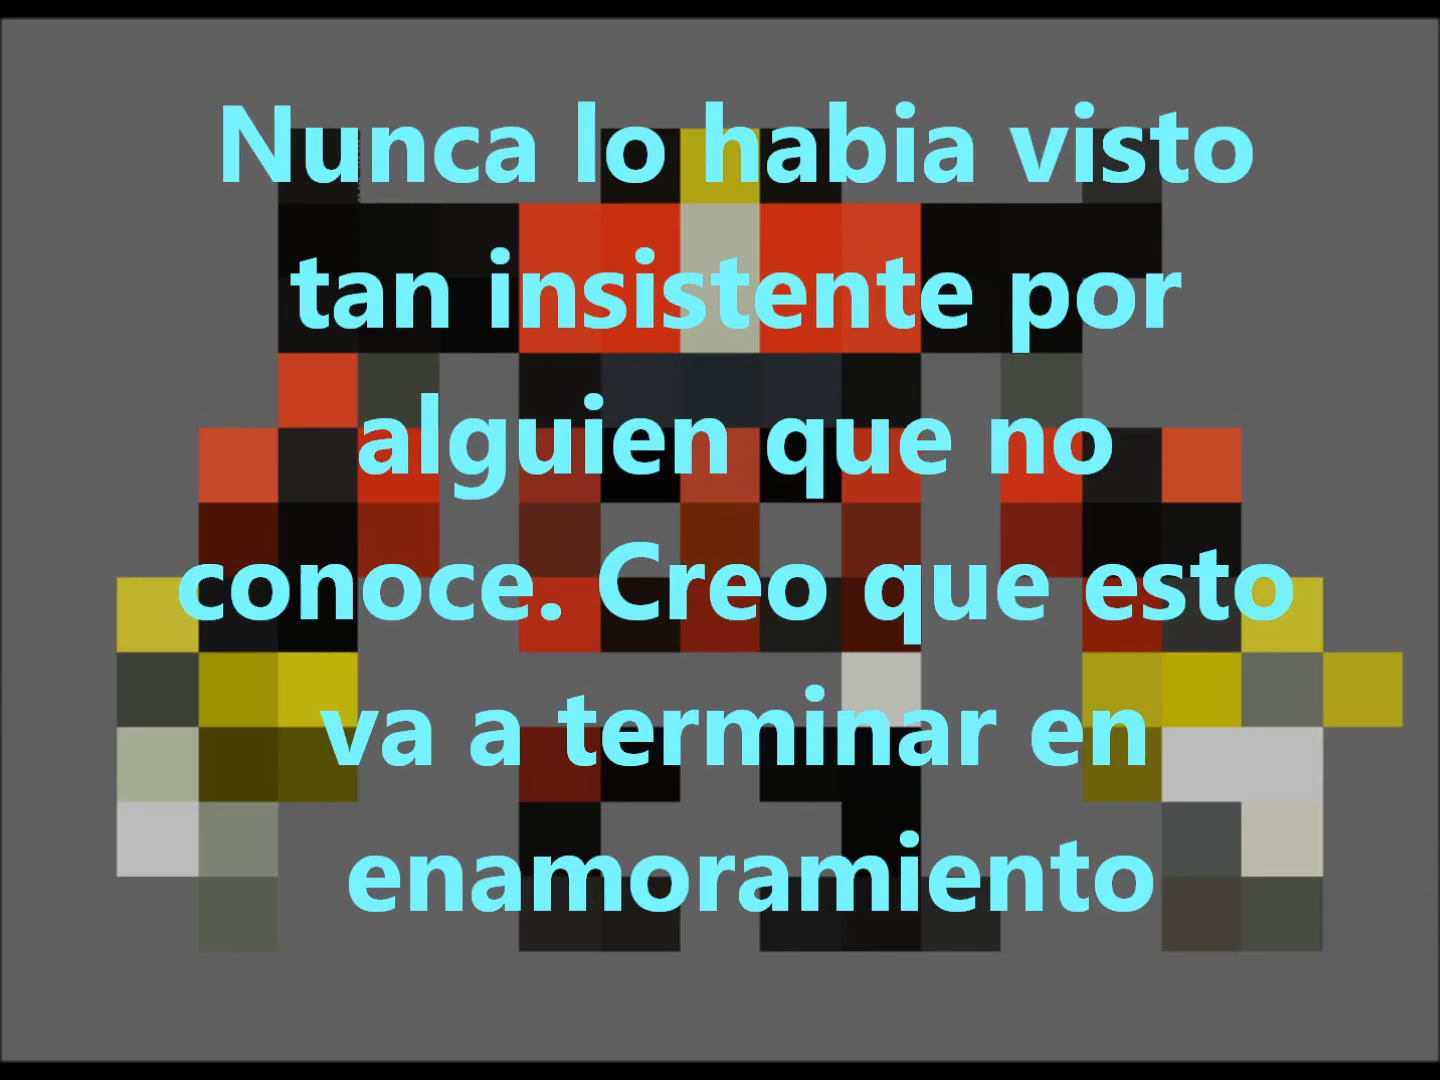 Nunca lo habia visto
tan insistente por
alguien que no
conoce. Creo que esto
va a terminar en
enamoramiento